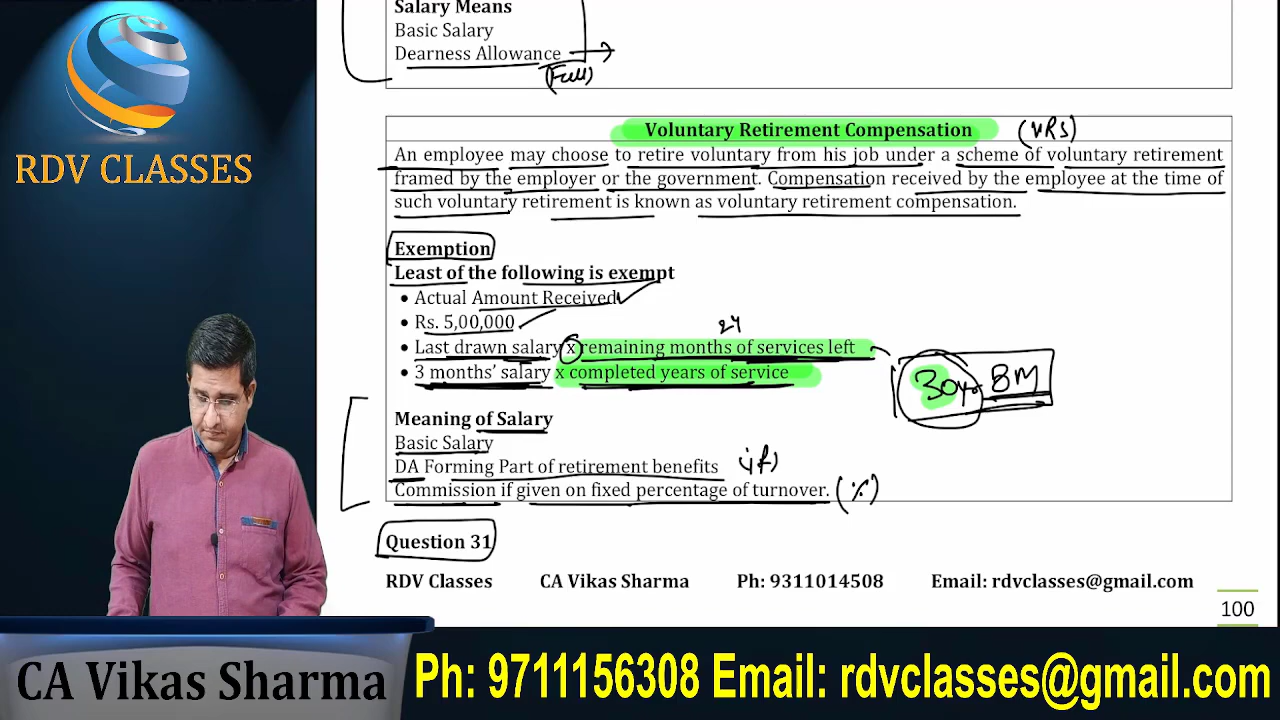 Salary Means
Basic Salary
Dearness Allowance
(Full)
RDV CLASSES
Voluntary Retirement Compensation (VRS)
An employee may choose to retire voluntary from his job under a scheme of voluntary retirement
framed by the employer or the government. Compensation received by the employee at the time of
such voluntary retirement is known as voluntary retirement compensation.
Exemption
Least of the following is exempt
• Actual Amount Received
• Rs. 5,00,000
24
• Last drawn salary x remaining months of services left
• 3 months’ salary x completed years of service
30yr 8M
Meaning of Salary
Basic Salary
DA Forming Part of retirement benefits
Commission if given on fixed percentage of turnover. (%)
Question 31
RDV Classes CA Vikas Sharma Ph: 9311014508 Email: rdvclasses@gmail.com
100
CA Vikas Sharma Ph: 9711156308 Email: rdvclasses@gmail.com